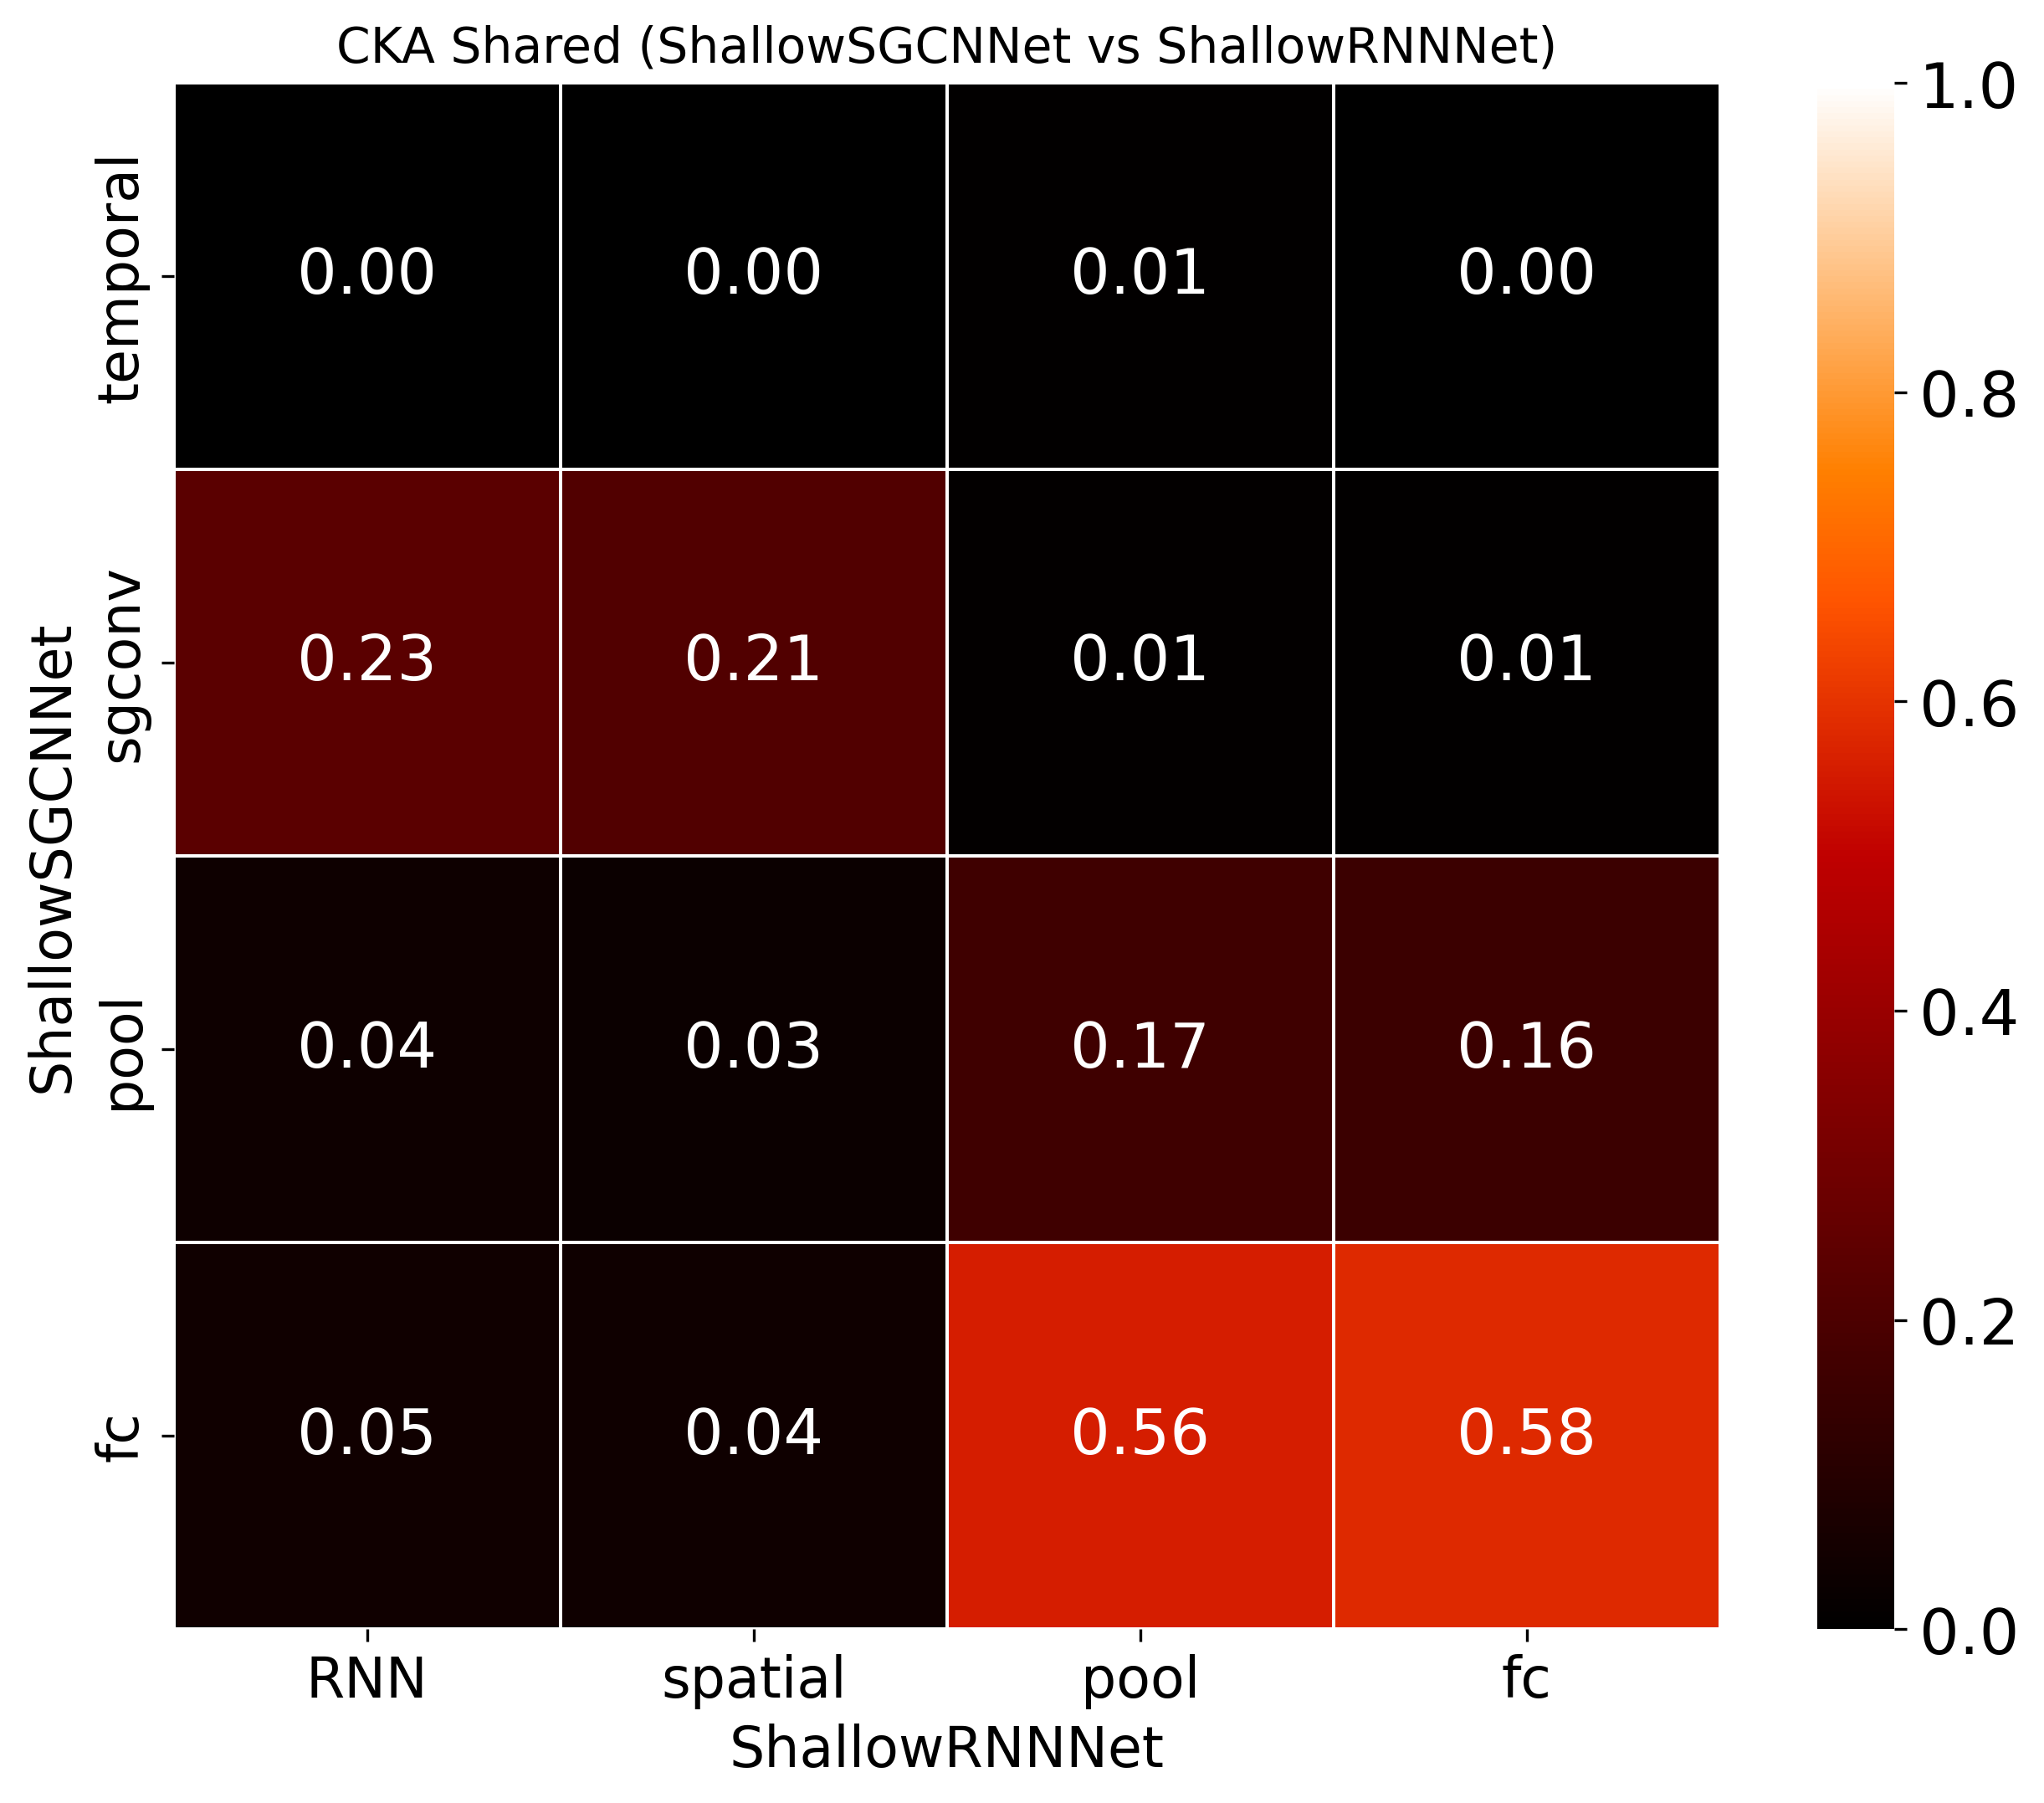 CKA Shared (ShallowSGCNNet vs ShallowRNNNet)
ShallowSGCNNet
temporal
0.00 0.00 0.01 0.00
sgconv
0.23 0.21 0.01 0.01
pool
0.04 0.03 0.17 0.16
fc
0.05 0.04 0.56 0.58
RNN spatial pool fc
ShallowRNNNet
1.0
0.8
0.6
0.4
0.2
0.0